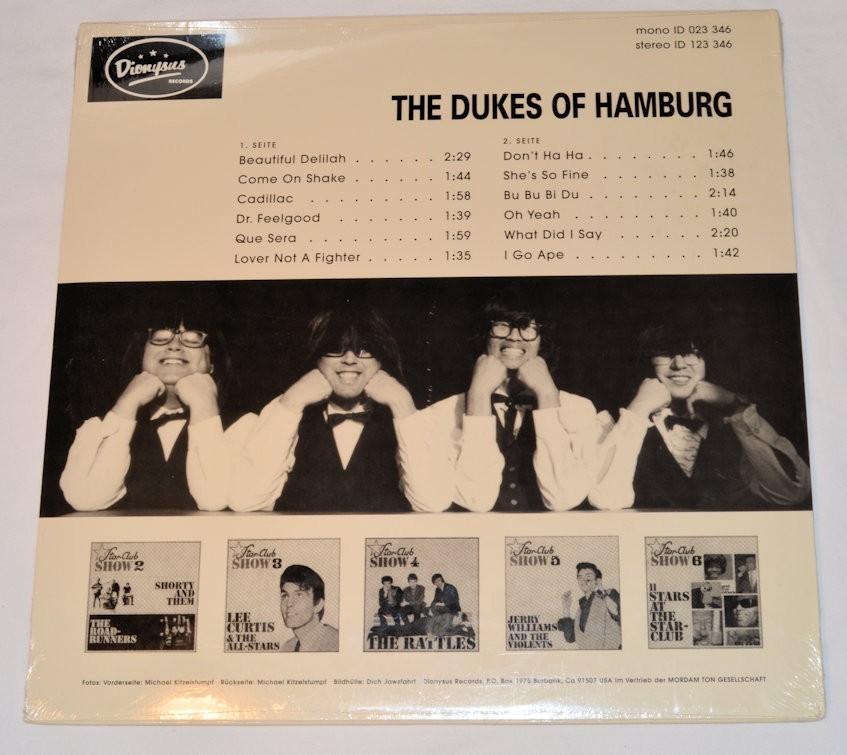 Dionysus
RECORDS
mono ID 023 346
stereo ID 123 346
THE DUKES OF HAMBURG
1. SEITE
Beautiful Delilah . . . . . . 2:29
Come On Shake . . . . . . 1:44
Cadillac . . . . . . . . . 1:58
Dr. Feelgood . . . . . . . 1:39
Que Sera . . . . . . . . . 1:59
Lover Not A Fighter . . . . . 1:35
2. SEITE
Don't Ha Ha . . . . . . . . 1:46
She's So Fine . . . . . . . 1:38
Bu Bu Bi Du . . . . . . . . 2:14
Oh Yeah . . . . . . . . . 1:40
What Did I Say . . . . . . 2:20
I Go Ape . . . . . . . . . 1:42
Star-Club
SHOW 2
SHORTY
AND
THEM
THE
ROAD-
RUNNERS
Star-Club
SHOW 3
LEE
CURTIS
& THE
ALL-STARS
Star-Club
SHOW 4
THE RATTLES
Star-Club
SHOW 5
JERRY
WILLIAMS
AND THE
VIOLENTS
Star-Club
SHOW 6
11
STARS
AT
THE
STAR-
CLUB
Fotos: Vorderseite: Michael Kitzelstumpf Rückseite: Michael Kitzelstumpf Bildhülle: Dich Jawsfahrt Dionysus Records, P.O. Box 1975 Burbank, Ca 91507 USA Im Vertrieb der MORDAM TON GESELLSCHAFT